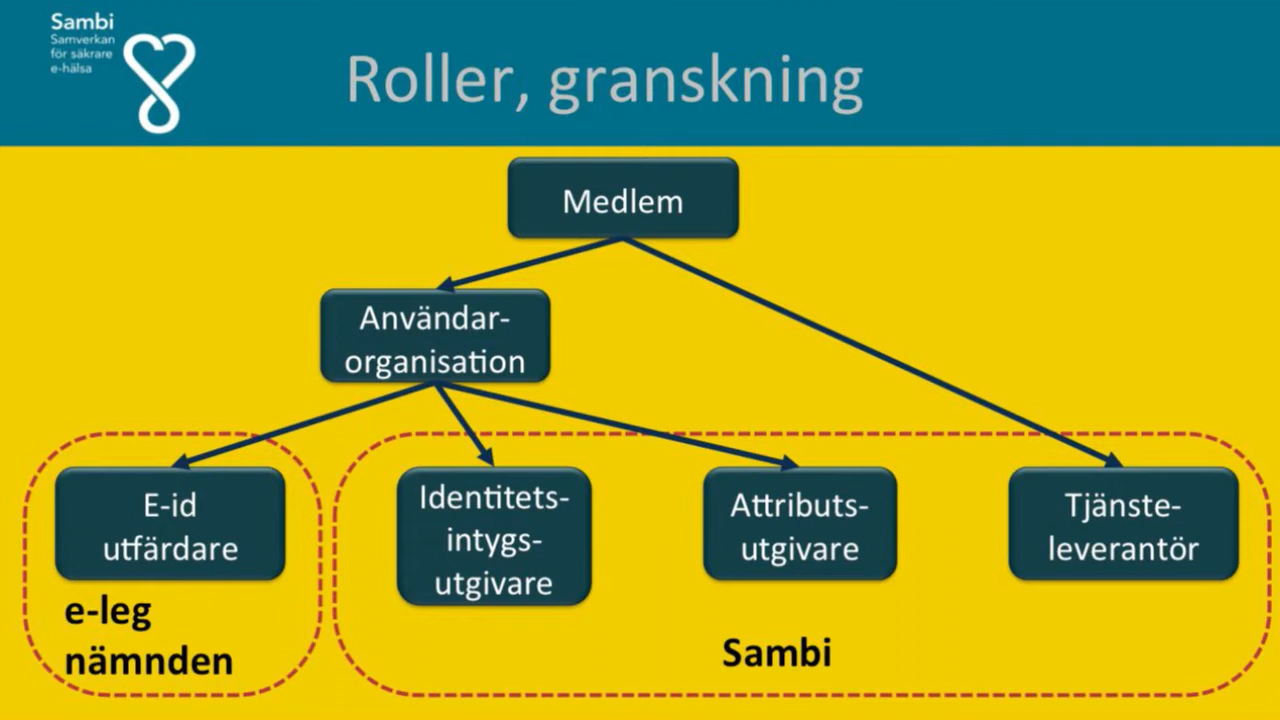 Sambi
Samverkan
för säkrare
e-hälsa
Roller, granskning
Medlem
Användar-
organisation
E-id
utfärdare
Identitets-
intygs-
utgivare
Attributs-
utgivare
Tjänste-
leverantör
e-leg
nämnden
Sambi